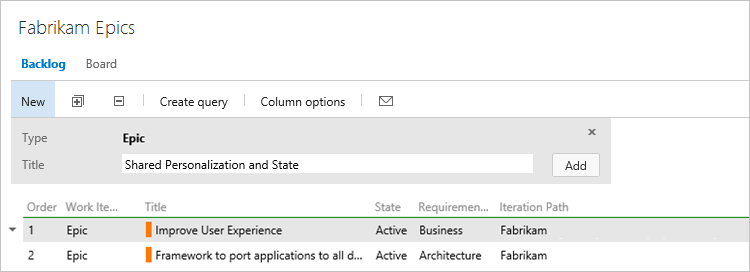 Fabrikam Epics
Backlog Board
New Create query Column options
Type Epic
Title Shared Personalization and State Add
Order Work Ite... Title State Requiremen... Iteration Path
1 Epic Improve User Experience Active Business Fabrikam
2 Epic Framework to port applications to all d... Active Architecture Fabrikam